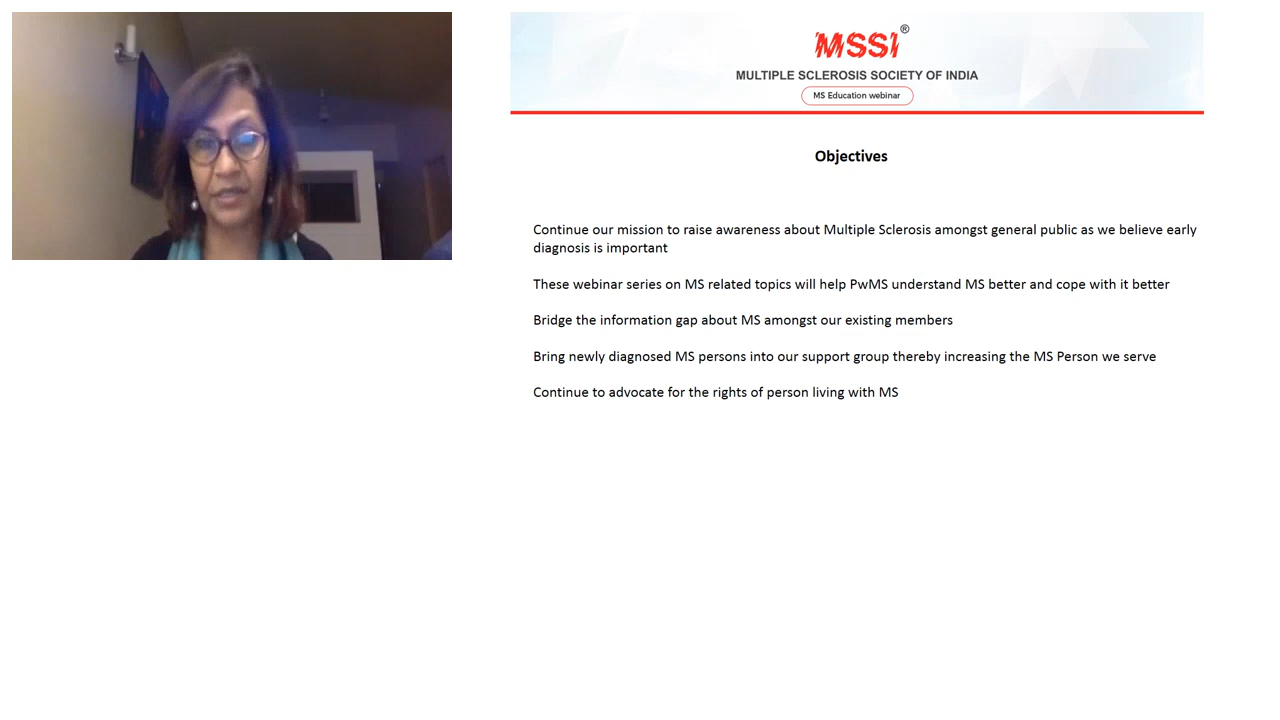 MSSI®
MULTIPLE SCLEROSIS SOCIETY OF INDIA
MS Education webinar
Objectives
Continue our mission to raise awareness about Multiple Sclerosis amongst general public as we believe early
diagnosis is important
These webinar series on MS related topics will help PwMS understand MS better and cope with it better
Bridge the information gap about MS amongst our existing members
Bring newly diagnosed MS persons into our support group thereby increasing the MS Person we serve
Continue to advocate for the rights of person living with MS